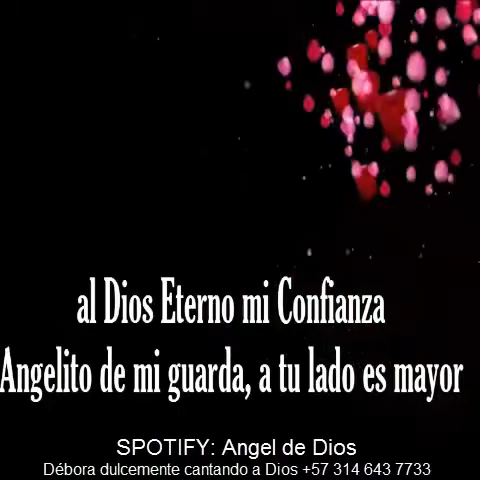 al Dios Eterno mi Confianza
Angelito de mi guarda, a tu lado es mayor
SPOTIFY: Angel de Dios
Débora dulcemente cantando a Dios +57 314 643 7733